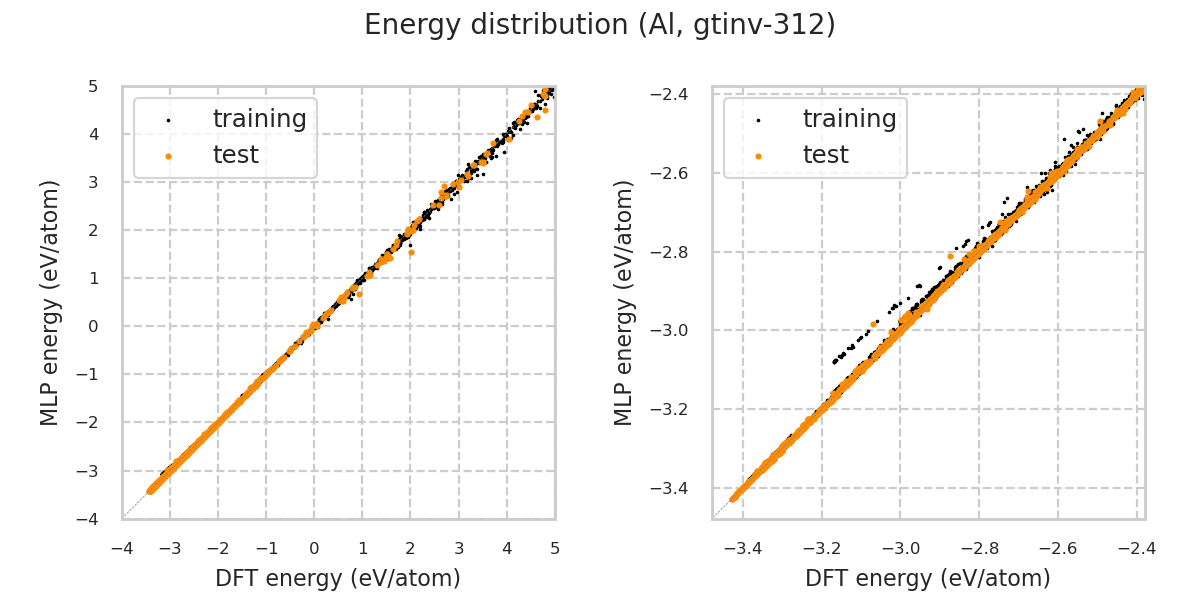 Energy distribution (Al, gtinv-312)
MLP energy (eV/atom)
5
4
3
2
1
0
−1
−2
−3
−4
training
test
−4 −3 −2 −1 0 1 2 3 4 5
DFT energy (eV/atom)
MLP energy (eV/atom)
−2.4
−2.6
−2.8
−3.0
−3.2
−3.4
training
test
−3.4 −3.2 −3.0 −2.8 −2.6 −2.4
DFT energy (eV/atom)